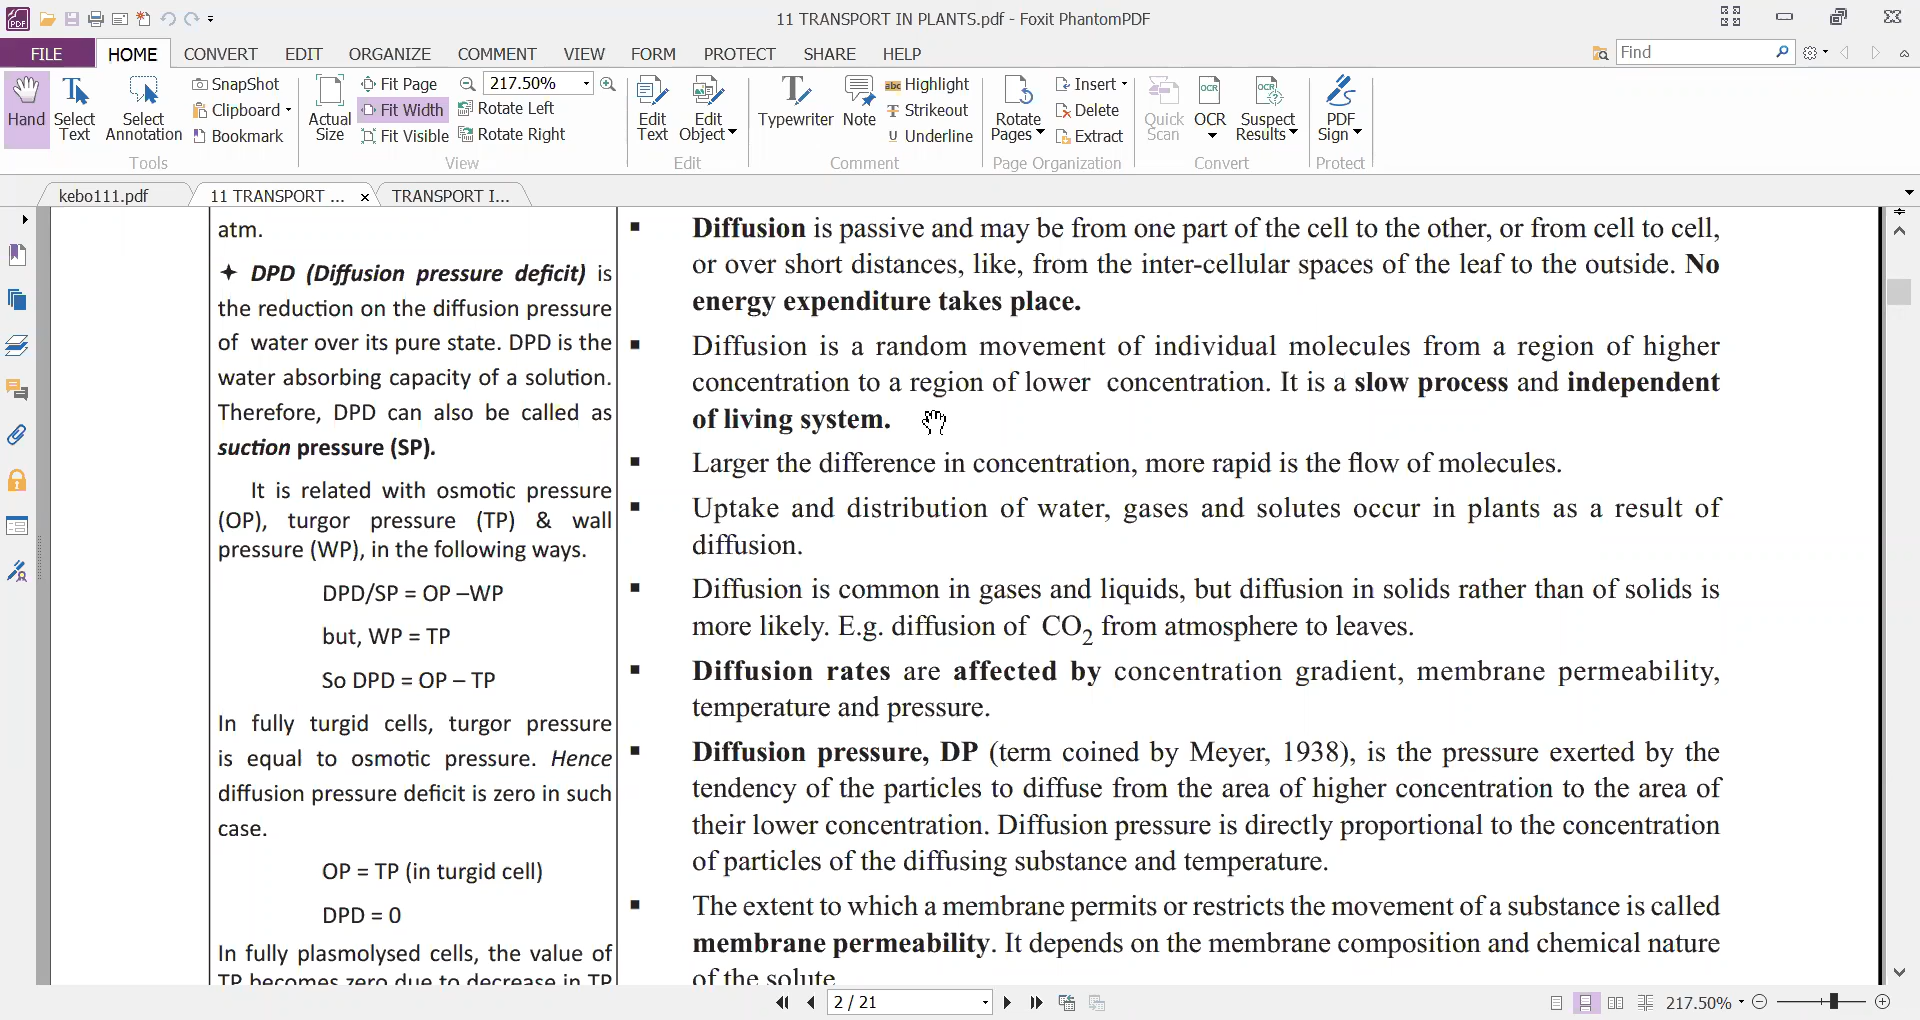 11 TRANSPORT IN PLANTS.pdf - Foxit PhantomPDF
FILE HOME CONVERT EDIT ORGANIZE COMMENT VIEW FORM PROTECT SHARE HELP Find
Hand Select Text Select Annotation SnapShot Clipboard Bookmark Tools
Actual Size Fit Page Fit Width Fit Visible 217.50% Rotate Left Rotate Right View
Edit Text Edit Object Edit
Typewriter Note Highlight Strikeout Underline Comment
Rotate Pages Insert Delete Extract Page Organization
Quick Scan OCR Suspect Results Convert
PDF Sign Protect
kebo111.pdf 11 TRANSPORT ... x TRANSPORT I...
atm.
✦ DPD (Diffusion pressure deficit) is
the reduction on the diffusion pressure
of water over its pure state. DPD is the
water absorbing capacity of a solution.
Therefore, DPD can also be called as
suction pressure (SP).
It is related with osmotic pressure
(OP), turgor pressure (TP) & wall
pressure (WP), in the following ways.
DPD/SP = OP –WP
but, WP = TP
So DPD = OP – TP
In fully turgid cells, turgor pressure
is equal to osmotic pressure. Hence
diffusion pressure deficit is zero in such
case.
OP = TP (in turgid cell)
DPD = 0
In fully plasmolysed cells, the value of
TP becomes zero due to decrease in TP
▪ Diffusion is passive and may be from one part of the cell to the other, or from cell to cell,
or over short distances, like, from the inter-cellular spaces of the leaf to the outside. No
energy expenditure takes place.
▪ Diffusion is a random movement of individual molecules from a region of higher
concentration to a region of lower concentration. It is a slow process and independent
of living system.
▪ Larger the difference in concentration, more rapid is the flow of molecules.
▪ Uptake and distribution of water, gases and solutes occur in plants as a result of
diffusion.
▪ Diffusion is common in gases and liquids, but diffusion in solids rather than of solids is
more likely. E.g. diffusion of CO2 from atmosphere to leaves.
▪ Diffusion rates are affected by concentration gradient, membrane permeability,
temperature and pressure.
▪ Diffusion pressure, DP (term coined by Meyer, 1938), is the pressure exerted by the
tendency of the particles to diffuse from the area of higher concentration to the area of
their lower concentration. Diffusion pressure is directly proportional to the concentration
of particles of the diffusing substance and temperature.
▪ The extent to which a membrane permits or restricts the movement of a substance is called
membrane permeability. It depends on the membrane composition and chemical nature
of the solute
2 / 21 217.50%